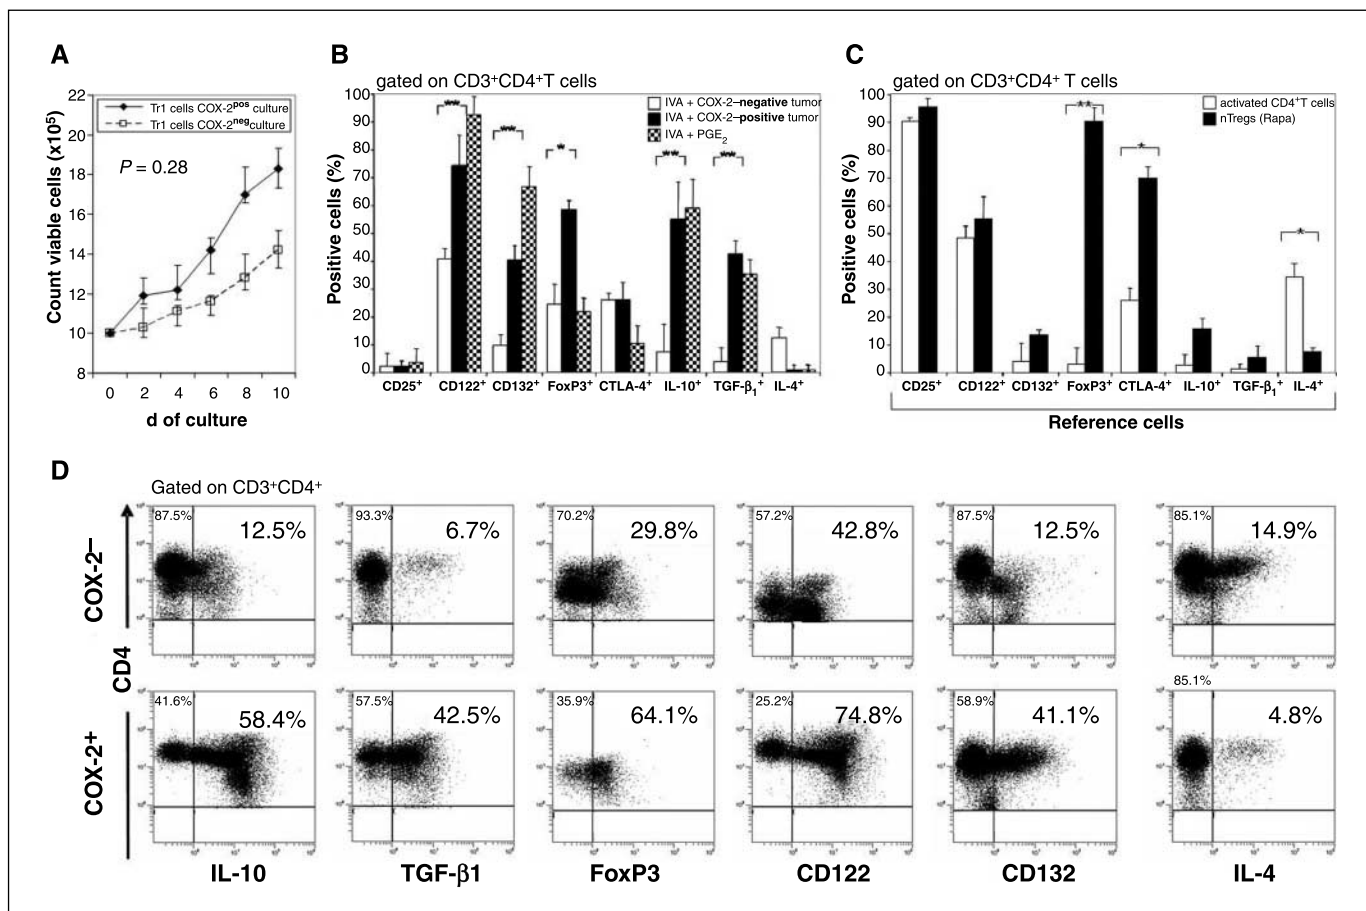 A
Tr1 cells COX-2pos culture
Tr1 cells COX-2neg culture
P = 0.28
Count viable cells (x10⁵)
22
20
18
16
14
12
10
8
0 2 4 6 8 10
d of culture
B
gated on CD3⁺CD4⁺T cells
IVA + COX-2–negative tumor
IVA + COX-2–positive tumor
IVA + PGE₂
Positive cells (%)
100
90
80
70
60
50
40
30
20
10
0
** ** * ** **
CD25⁺ CD122⁺ CD132⁺ FoxP3⁺ CTLA-4⁺ IL-10⁺ TGF-β₁⁺ IL-4⁺
C
gated on CD3⁺CD4⁺ T cells
activated CD4⁺T cells
nTregs (Rapa)
Positive cells (%)
100
90
80
70
60
50
40
30
20
10
0
** * *
CD25⁺ CD122⁺ CD132⁺ FoxP3⁺ CTLA-4⁺ IL-10⁺ TGF-β₁⁺ IL-4⁺
Reference cells
D
Gated on CD3⁺CD4⁺
CD4
COX-2–
87.5% 12.5%
93.3% 6.7%
70.2% 29.8%
57.2% 42.8%
87.5% 12.5%
85.1% 14.9%
COX-2⁺
41.6% 58.4%
57.5% 42.5%
35.9% 64.1%
25.2% 74.8%
58.9% 41.1%
85.1% 4.8%
IL-10 TGF-β1 FoxP3 CD122 CD132 IL-4